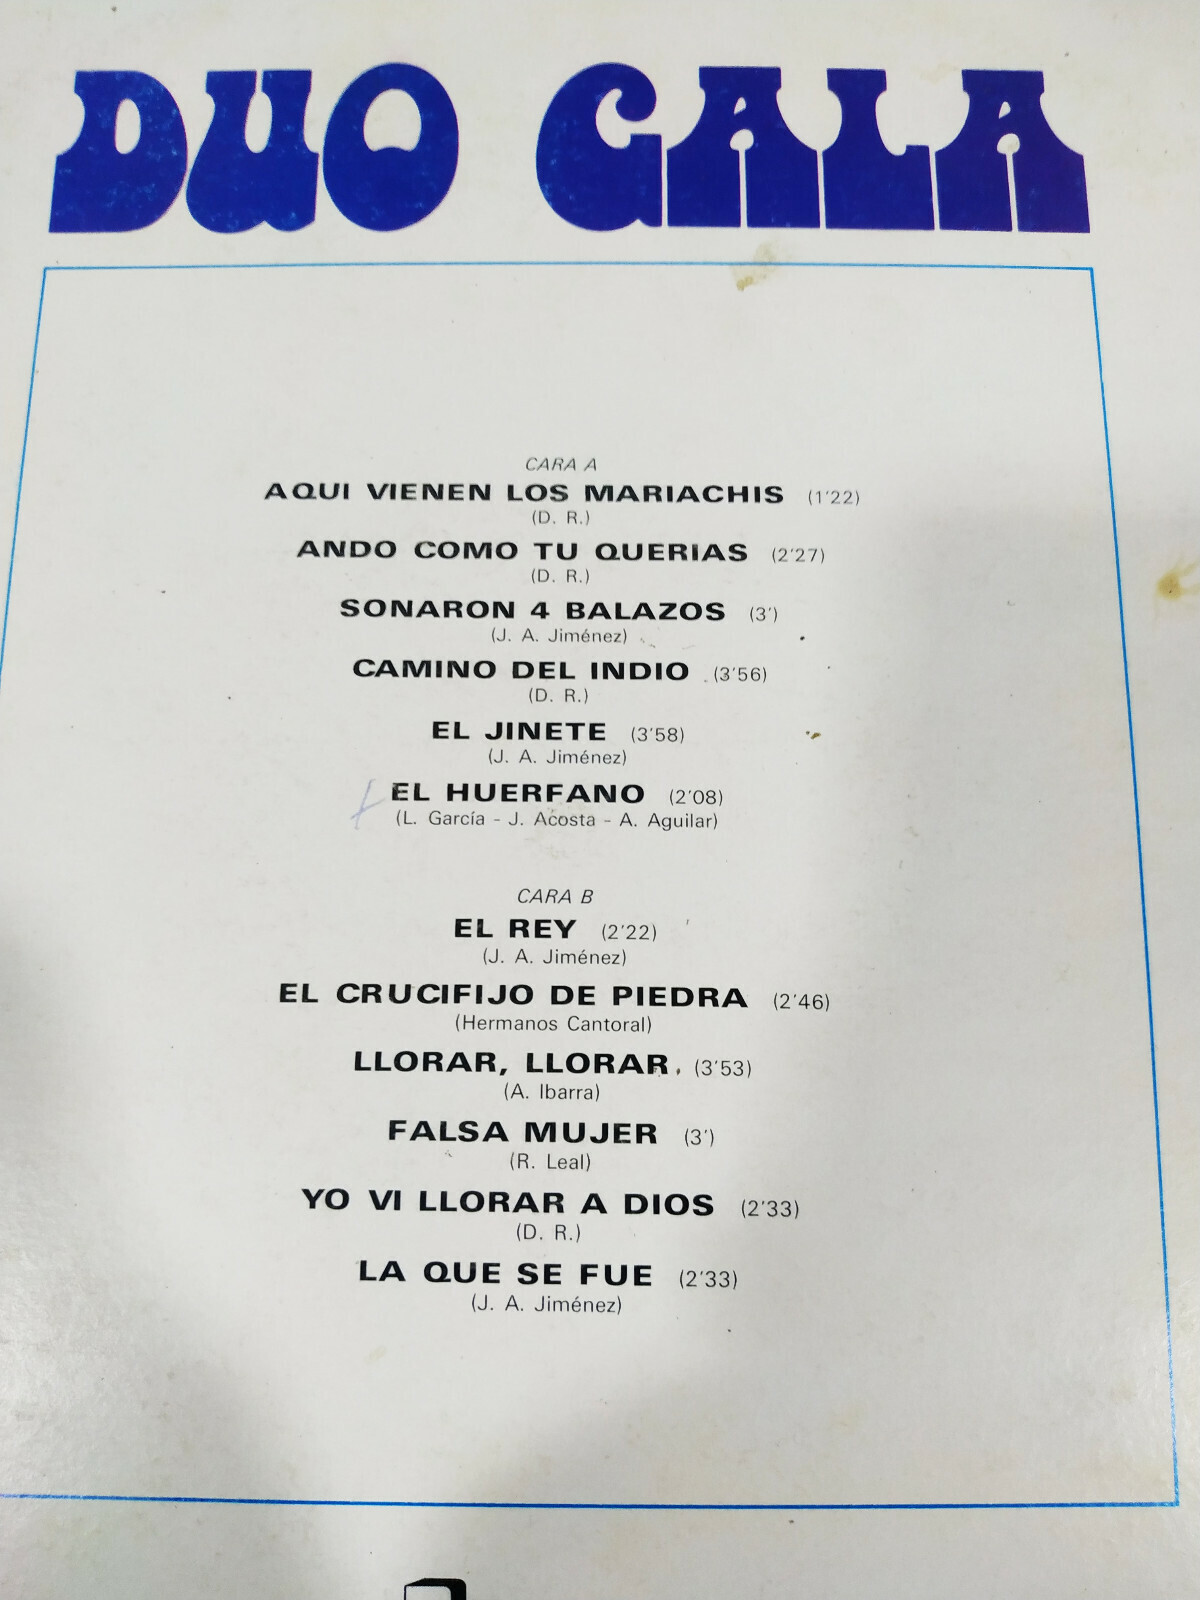 DUO GALA
CARA A
AQUI VIENEN LOS MARIACHIS (1'22)
(D. R.)
ANDO COMO TU QUERIAS (2'27)
(D. R.)
SONARON 4 BALAZOS (3')
(J. A. Jiménez)
CAMINO DEL INDIO (3'56)
(D. R.)
EL JINETE (3'58)
(J. A. Jiménez)
EL HUERFANO (2'08)
(L. García - J. Acosta - A. Aguilar)
CARA B
EL REY (2'22)
(J. A. Jiménez)
EL CRUCIFIJO DE PIEDRA (2'46)
(Hermanos Cantoral)
LLORAR, LLORAR (3'53)
(A. Ibarra)
FALSA MUJER (3')
(R. Leal)
YO VI LLORAR A DIOS (2'33)
(D. R.)
LA QUE SE FUE (2'33)
(J. A. Jiménez)